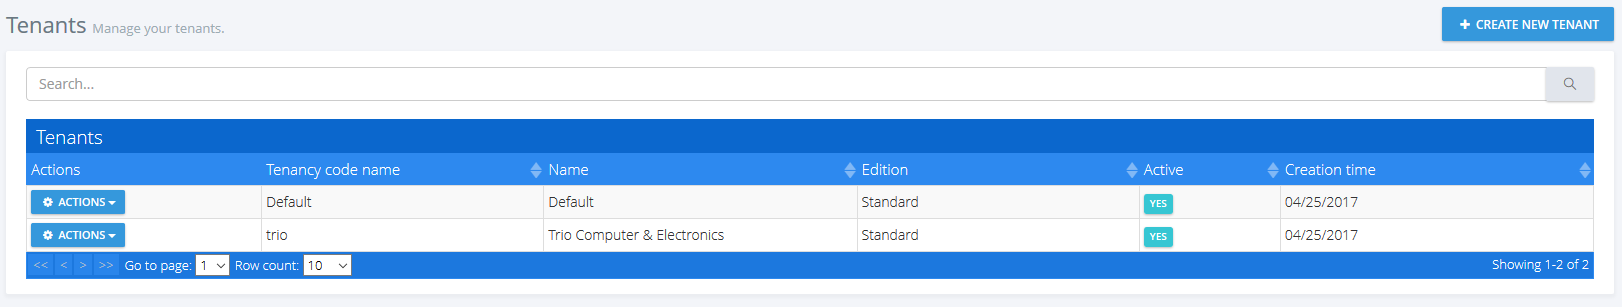 Tenants Manage your tenants.
+ CREATE NEW TENANT
Search...
Tenants
Actions Tenancy code name Name Edition Active Creation time
ACTIONS Default Default Standard YES 04/25/2017
ACTIONS trio Trio Computer & Electronics Standard YES 04/25/2017
<< < > >> Go to page: 1 Row count: 10 Showing 1-2 of 2